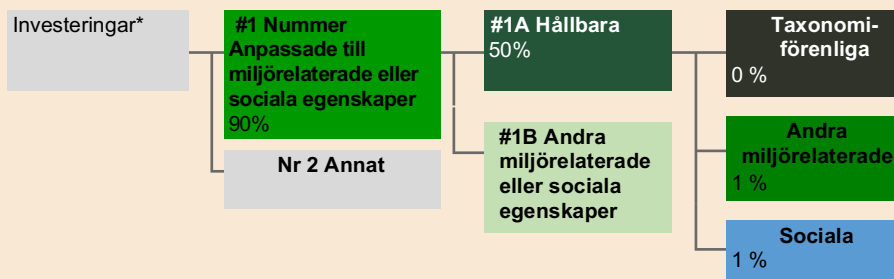 Investeringar*
#1 Nummer
Anpassade till
miljörelaterade eller
sociala egenskaper
90%
Nr 2 Annat
#1A Hållbara
50%
#1B Andra
miljörelaterade
eller sociala
egenskaper
Taxonomi-
förenliga
0 %
Andra
miljörelaterade
1 %
Sociala
1 %